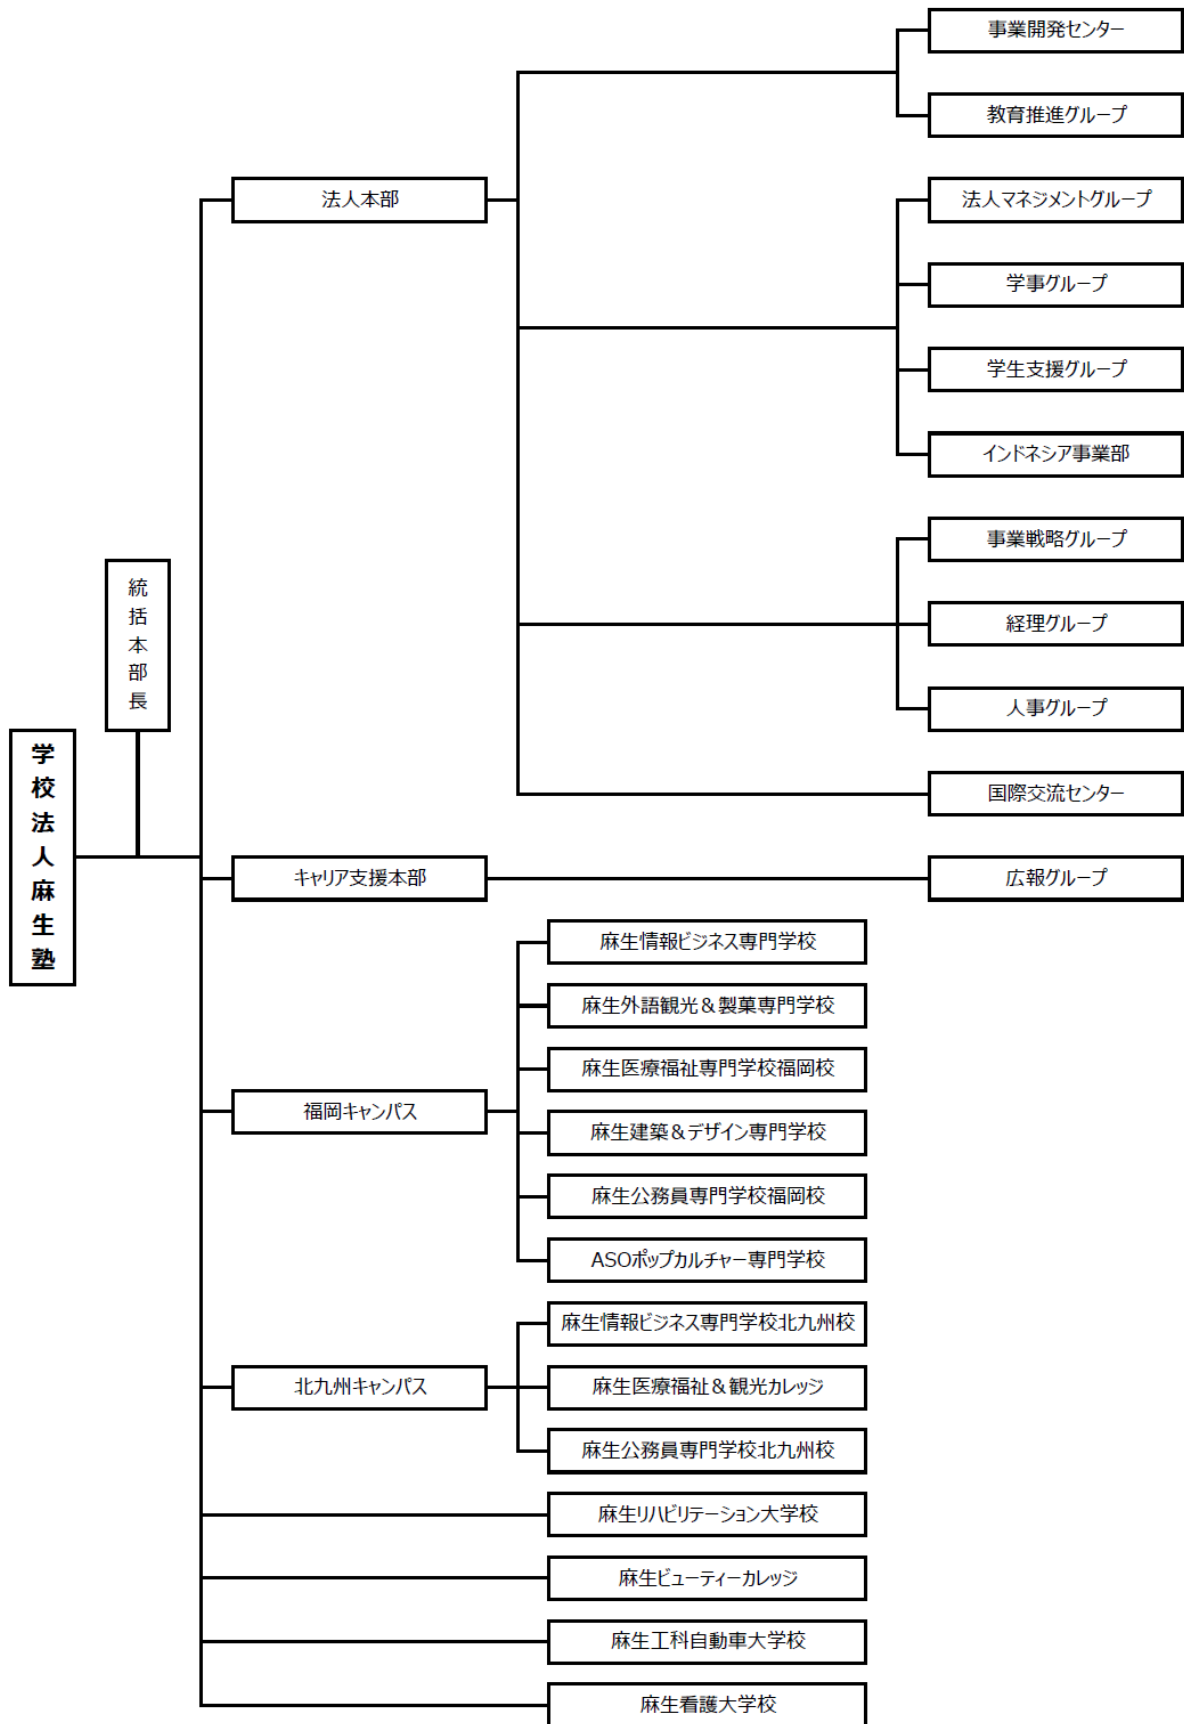 事業開発センター
教育推進グループ
法人本部
法人マネジメントグループ
学事グループ
学生支援グループ
インドネシア事業部
事業戦略グループ
統括本部長
経理グループ
人事グループ
学校法人麻生塾
国際交流センター
キャリア支援本部
広報グループ
麻生情報ビジネス専門学校
麻生外語観光&製菓専門学校
麻生医療福祉専門学校福岡校
福岡キャンパス
麻生建築&デザイン専門学校
麻生公務員専門学校福岡校
ASOポップカルチャー専門学校
麻生情報ビジネス専門学校北九州校
北九州キャンパス
麻生医療福祉&観光カレッジ
麻生公務員専門学校北九州校
麻生リハビリテーション大学校
麻生ビューティーカレッジ
麻生工科自動車大学校
麻生看護大学校